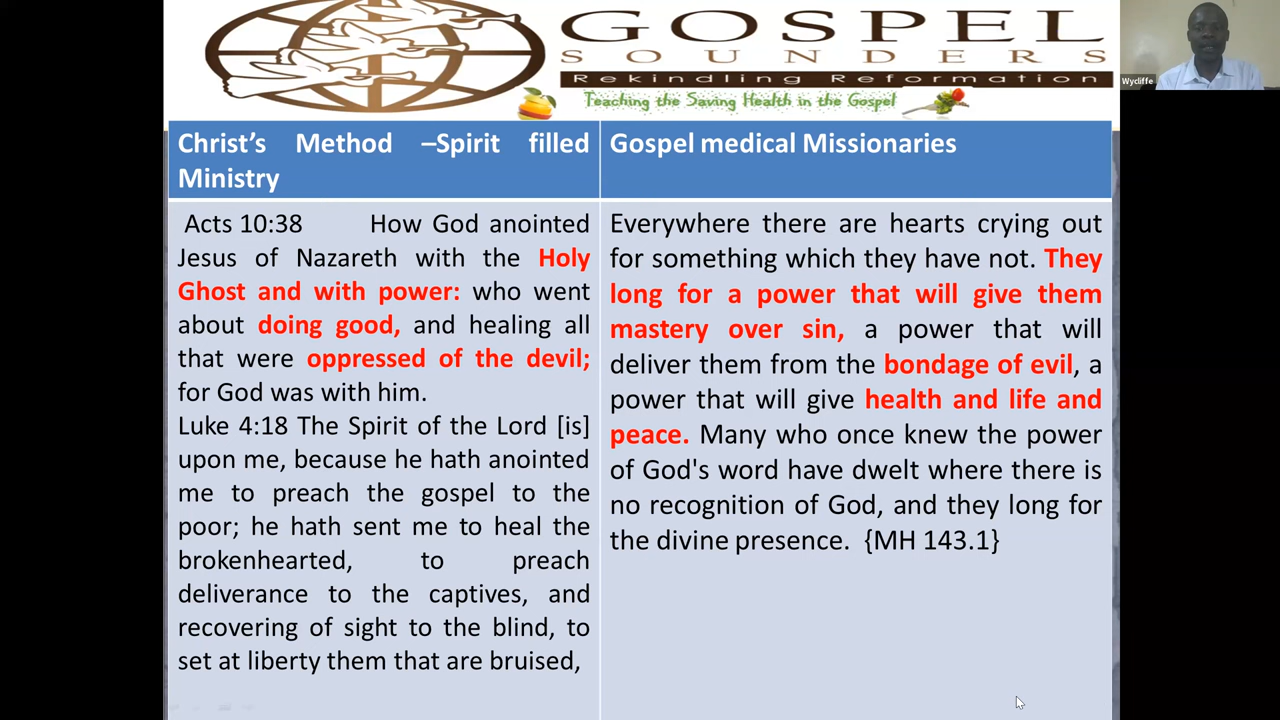 GOSPEL
SOUNDERS
Rekindling Reformation
Teaching the Saving Health in the Gospel
Wycliffe
Christ's Method –Spirit filled
Ministry
Acts 10:38 How God anointed
Jesus of Nazareth with the Holy
Ghost and with power: who went
about doing good, and healing all
that were oppressed of the devil;
for God was with him.
Luke 4:18 The Spirit of the Lord [is]
upon me, because he hath anointed
me to preach the gospel to the
poor; he hath sent me to heal the
brokenhearted, to preach
deliverance to the captives, and
recovering of sight to the blind, to
set at liberty them that are bruised,
Gospel medical Missionaries
Everywhere there are hearts crying out
for something which they have not. They
long for a power that will give them
mastery over sin, a power that will
deliver them from the bondage of evil, a
power that will give health and life and
peace. Many who once knew the power
of God's word have dwelt where there is
no recognition of God, and they long for
the divine presence. {MH 143.1}